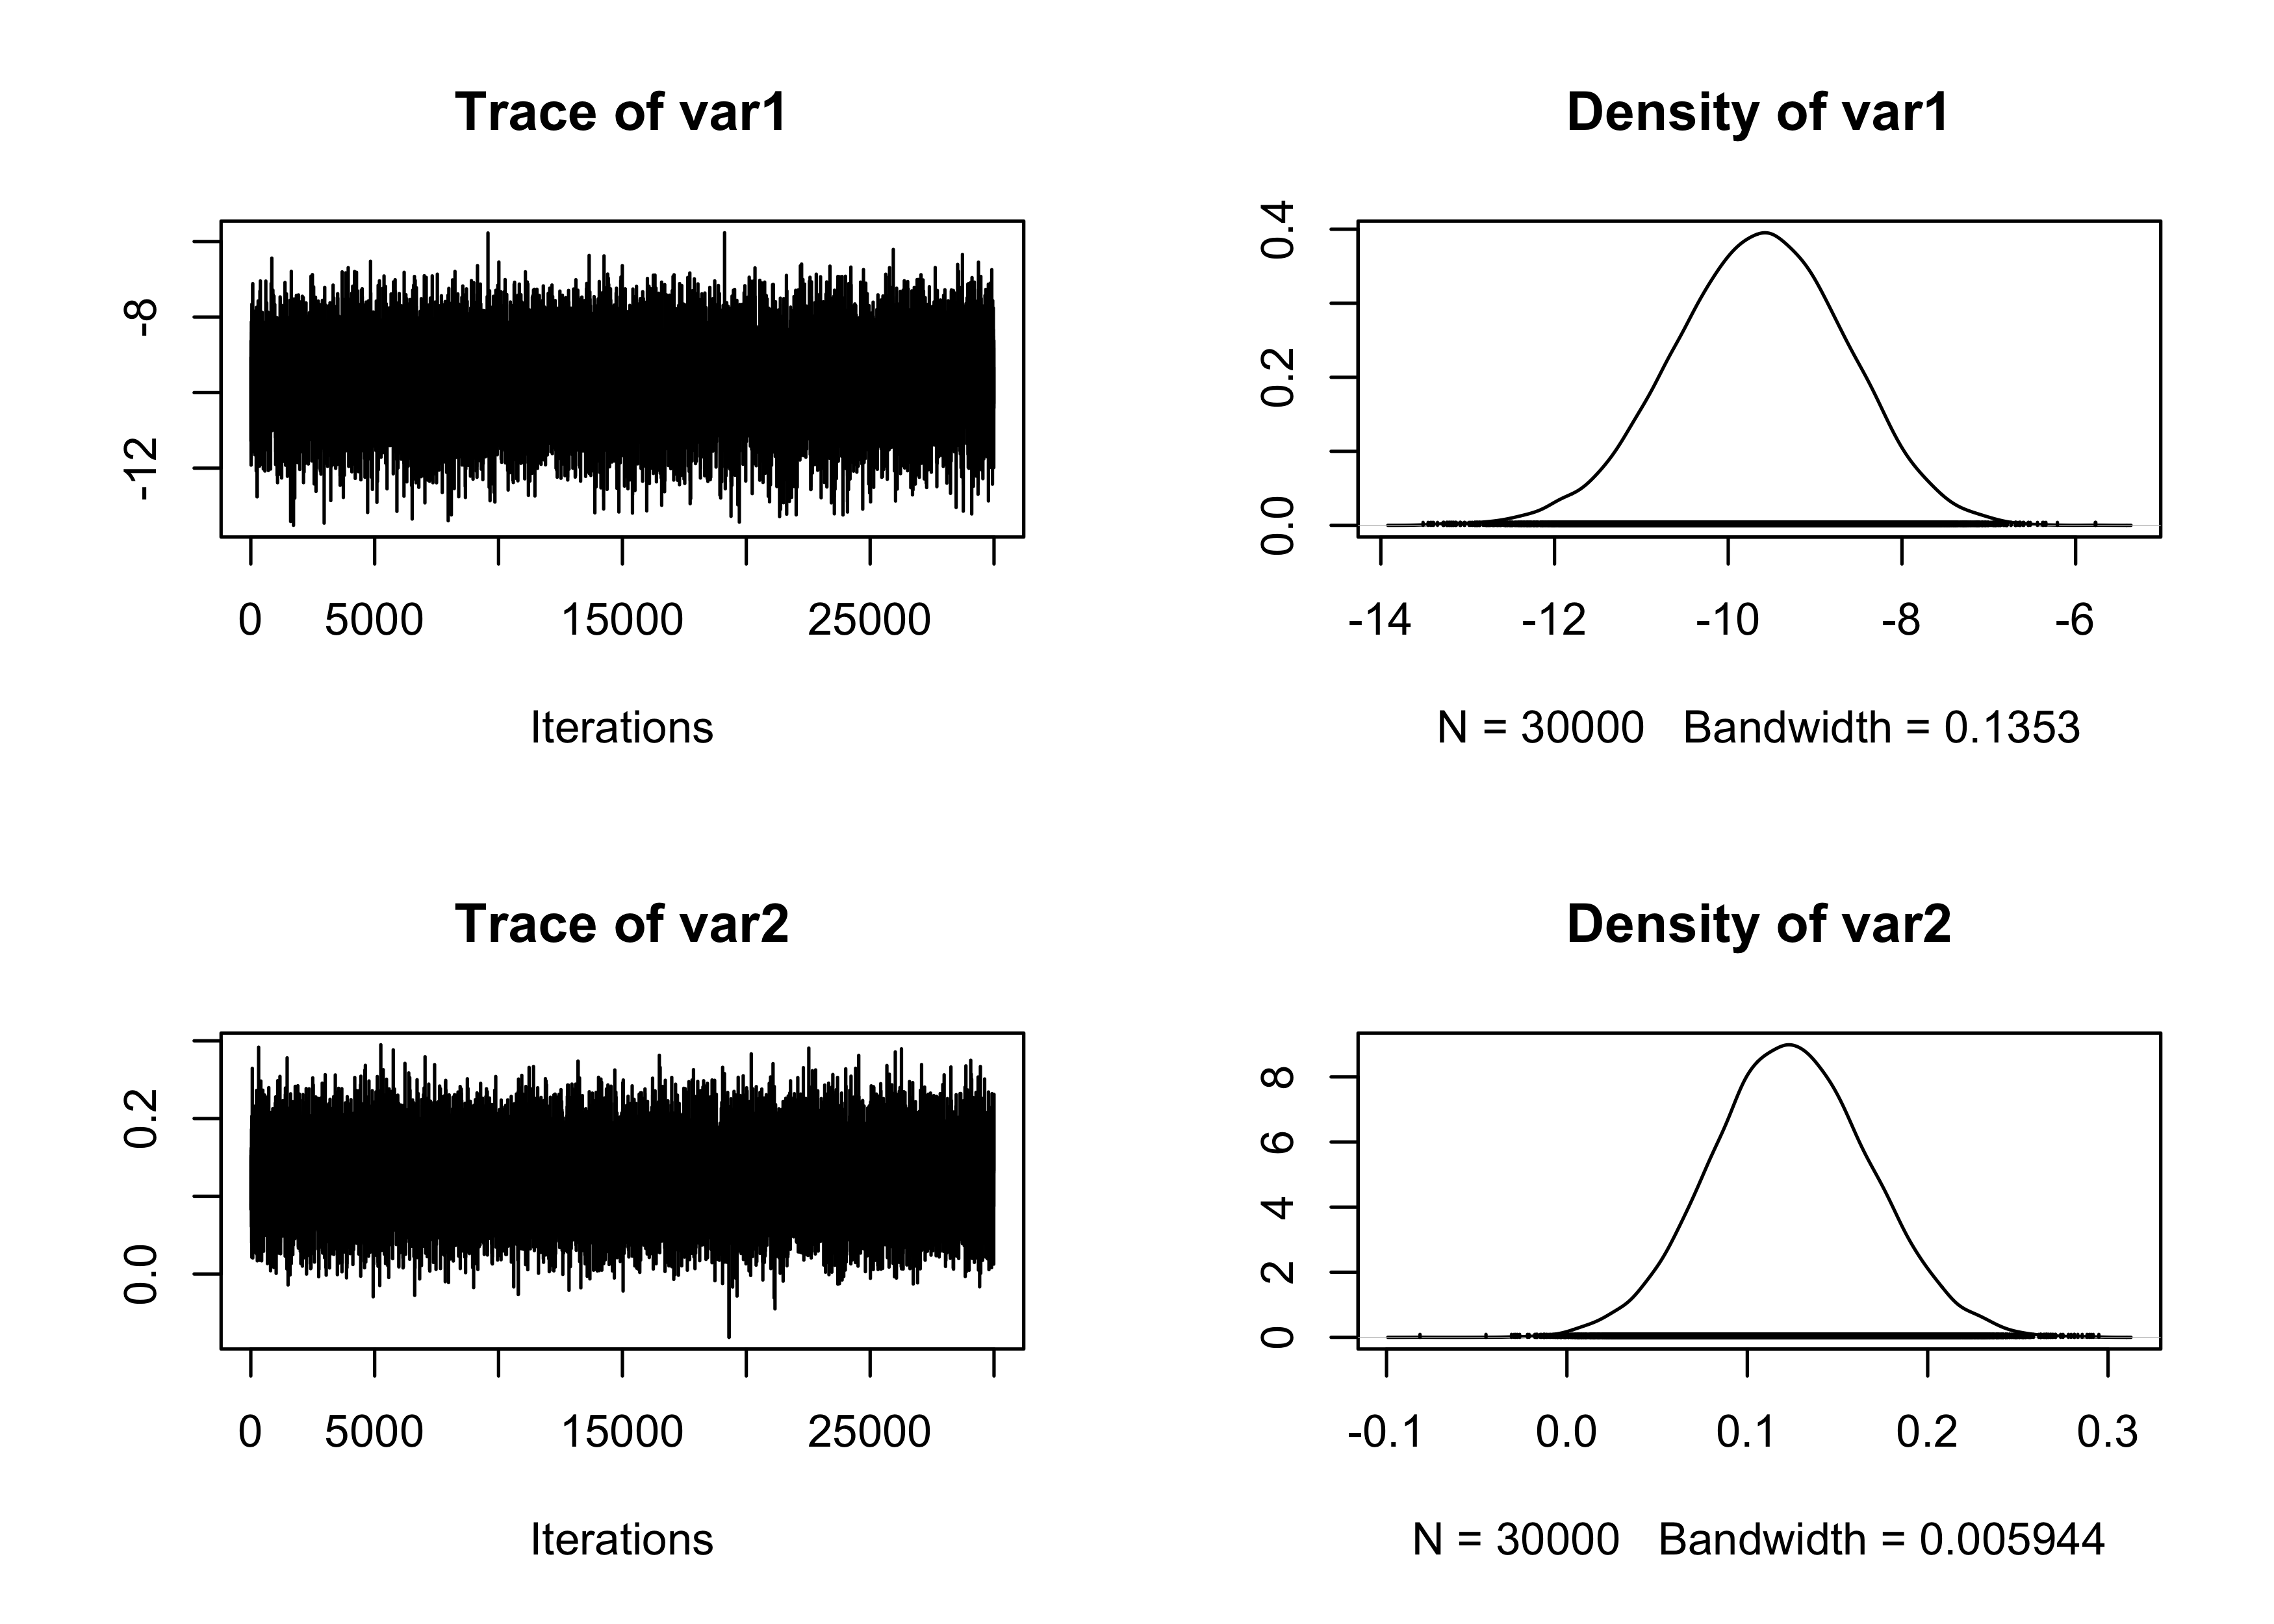 Trace of var1
-8
-12
0 5000 15000 25000
Iterations
Density of var1
0.4
0.2
0.0
-14 -12 -10 -8 -6
N = 30000 Bandwidth = 0.1353
Trace of var2
0.2
0.0
0 5000 15000 25000
Iterations
Density of var2
8
6
4
2
0
-0.1 0.0 0.1 0.2 0.3
N = 30000 Bandwidth = 0.005944